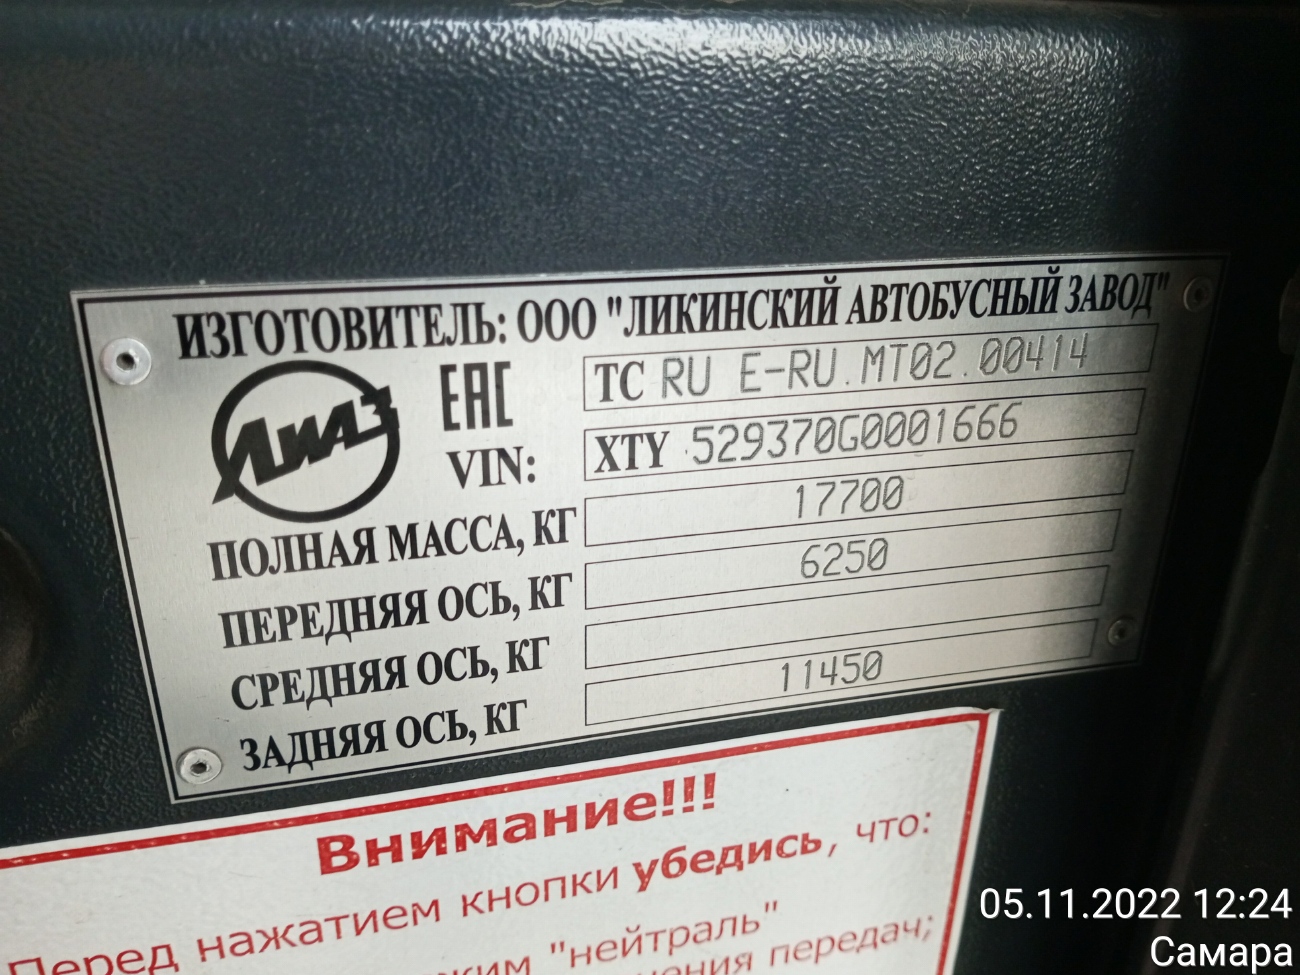 ИЗГОТОВИТЕЛЬ: ООО "ЛИКИНСКИЙ АВТОБУСНЫЙ ЗАВОД"
ЛиАЗ
ЕАС
ТС RU E-RU.MT02.00414
VIN: XTY 529370G0001666
ПОЛНАЯ МАССА, КГ 17700
ПЕРЕДНЯЯ ОСЬ, КГ 6250
СРЕДНЯЯ ОСЬ, КГ
ЗАДНЯЯ ОСЬ, КГ 11450
Внимание!!!
Перед нажатием кнопки убедись, что:
"нейтраль"
передач;
05.11.2022 12:24
Самара